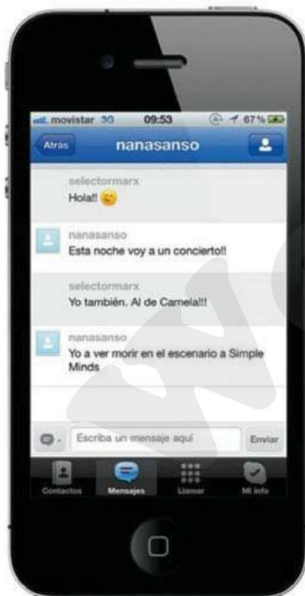 movistar 3G 09:53 67%
Atrás nanasanso
selectormarx
Hola!!
nanasanso
Esta noche voy a un concierto!!
selectormarx
Yo también. Al de Camela!!!
nanasanso
Yo a ver morir en el escenario a Simple
Minds
Escriba un mensaje aquí Enviar
Contactos Mensajes Llamar Mi info